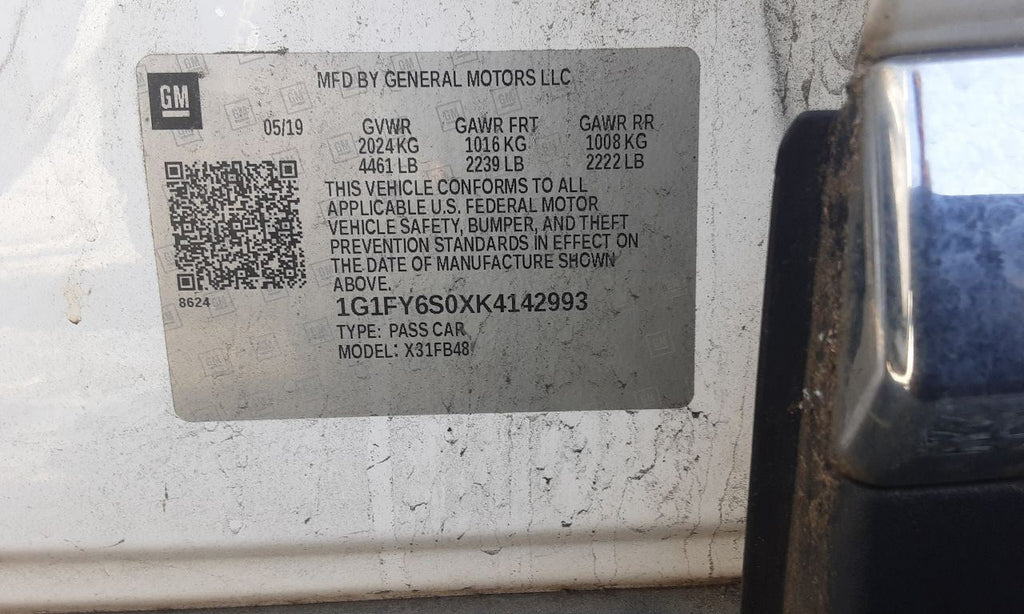 GM
MFD BY GENERAL MOTORS LLC
05/19
GVWR GAWR FRT GAWR RR
2024 KG 1016 KG 1008 KG
4461 LB 2239 LB 2222 LB
THIS VEHICLE CONFORMS TO ALL
APPLICABLE U.S. FEDERAL MOTOR
VEHICLE SAFETY, BUMPER, AND THEFT
PREVENTION STANDARDS IN EFFECT ON
THE DATE OF MANUFACTURE SHOWN
ABOVE.
8624
1G1FY6S0XK4142993
TYPE: PASS CAR
MODEL: X31FB48